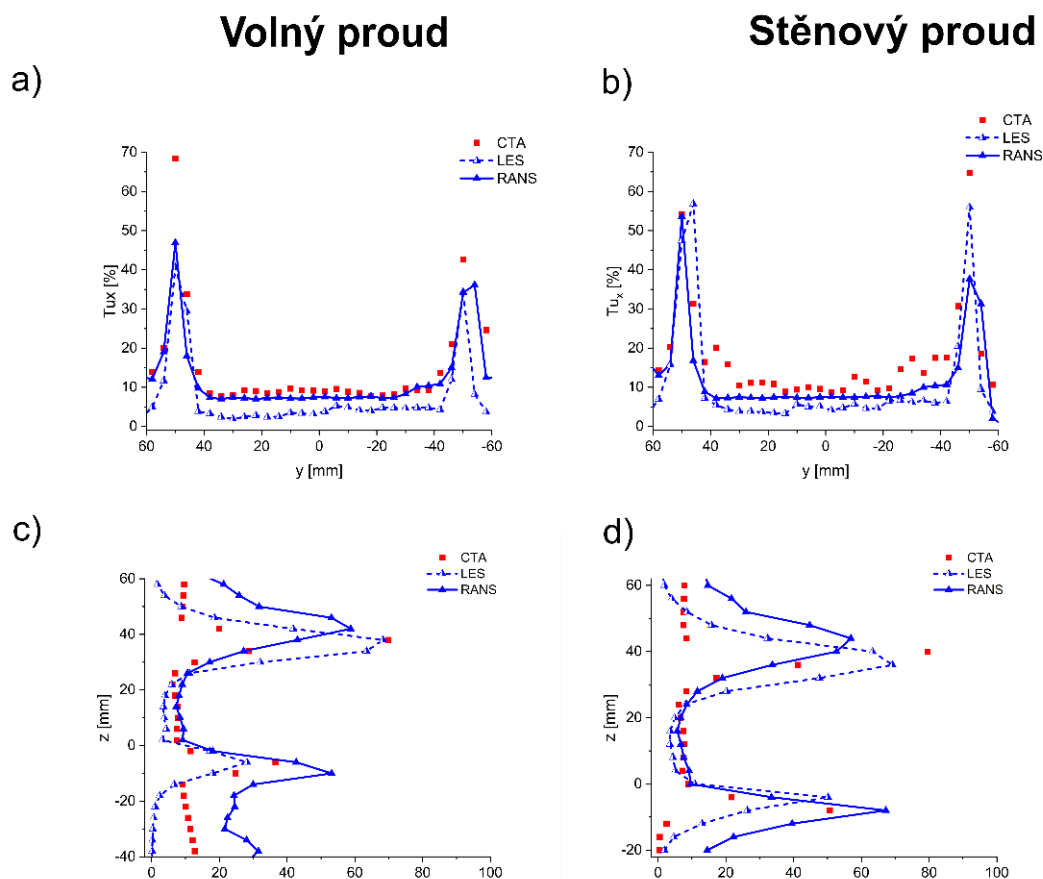 Volný proud
Stěnový proud
a)
b)
CTA
LES
RANS
CTA
LES
RANS
70
60
50
40
30
20
10
0
Tux [%]
60 40 20 0 -20 -40 -60
y [mm]
70
60
50
40
30
20
10
0
Tuₓ [%]
60 40 20 0 -20 -40 -60
y [mm]
c)
d)
CTA
LES
RANS
CTA
LES
RANS
60
40
20
0
-20
-40
z [mm]
0 20 40 60 80 100
60
40
20
0
-20
z [mm]
0 20 40 60 80 100